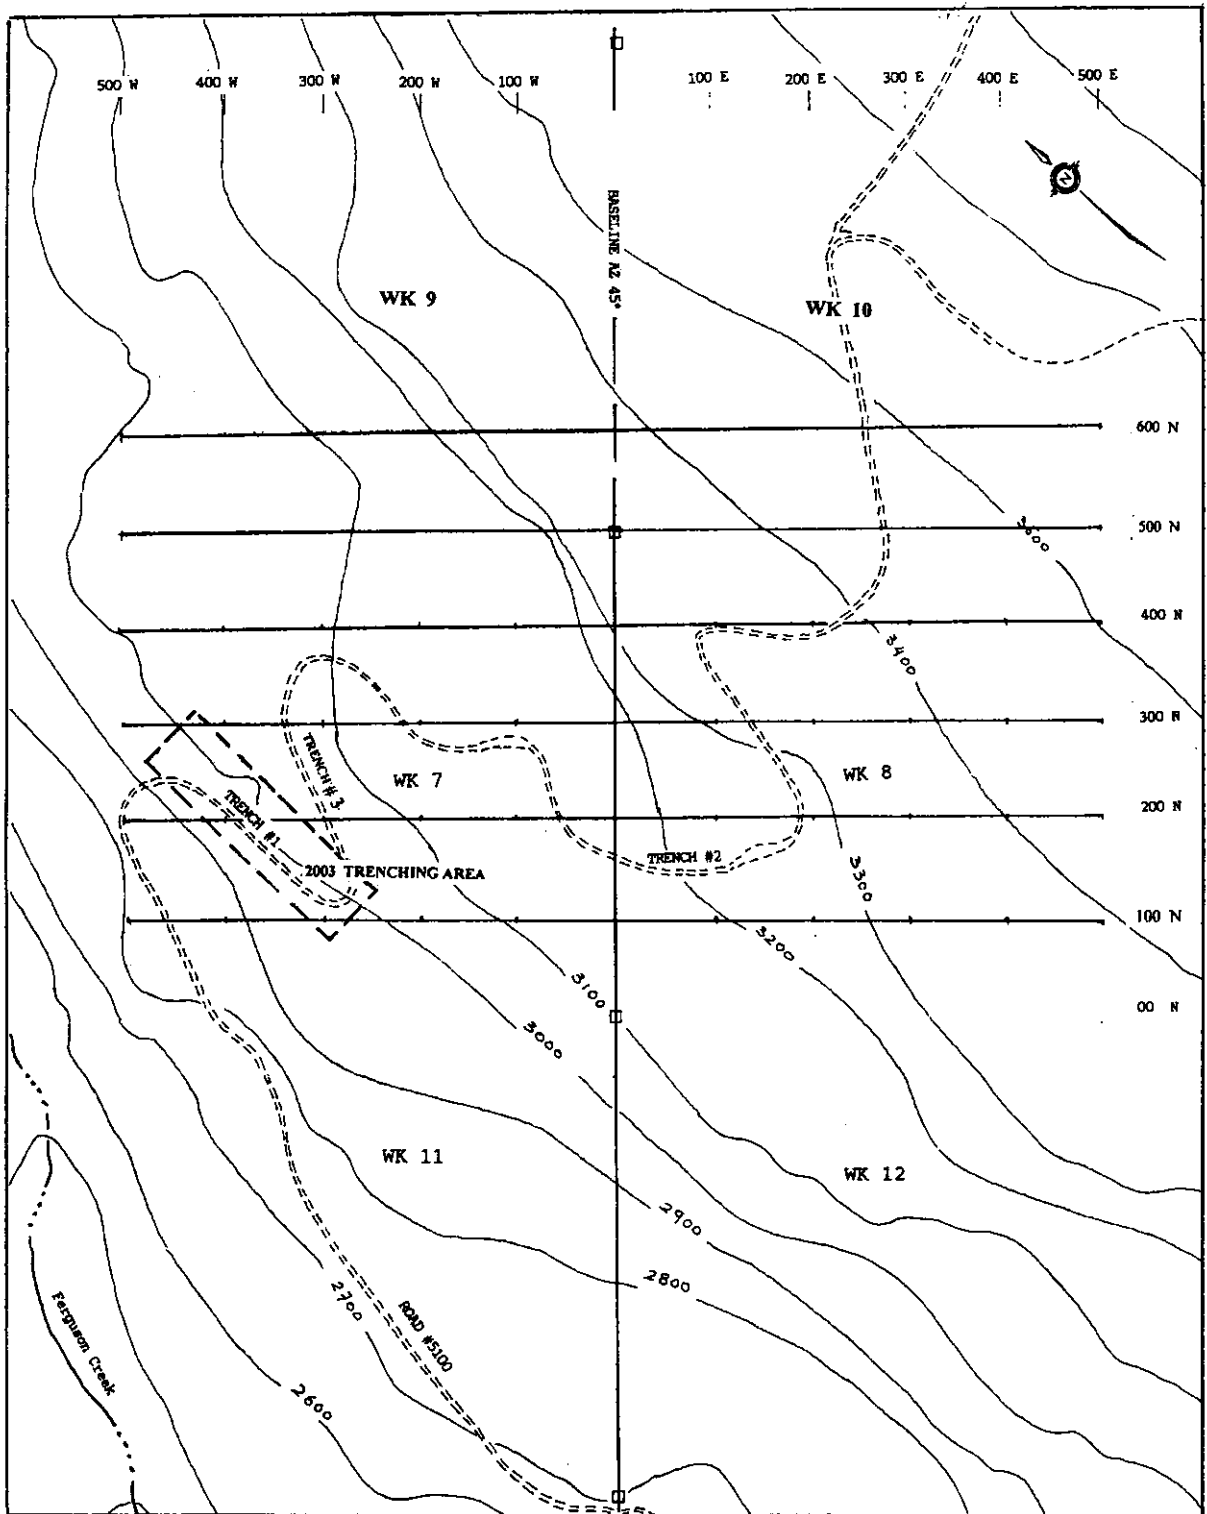 500 W 400 W 300 W 200 W 100 W 100 E 200 E 300 E 400 E 500 E
N
BASELINE AZ 45°
WK 9
WK 10
600 N
500 N
3600
400 N
3400
300 N
TRENCH # 3
WK 7
WK 8
TRENCH #1
200 N
TRENCH #2
2003 TRENCHING AREA
3300
100 N
3200
3100
00 N
3000
WK 11
WK 12
2900
2800
2700
Ferguson Creek
ROAD #5100
2600